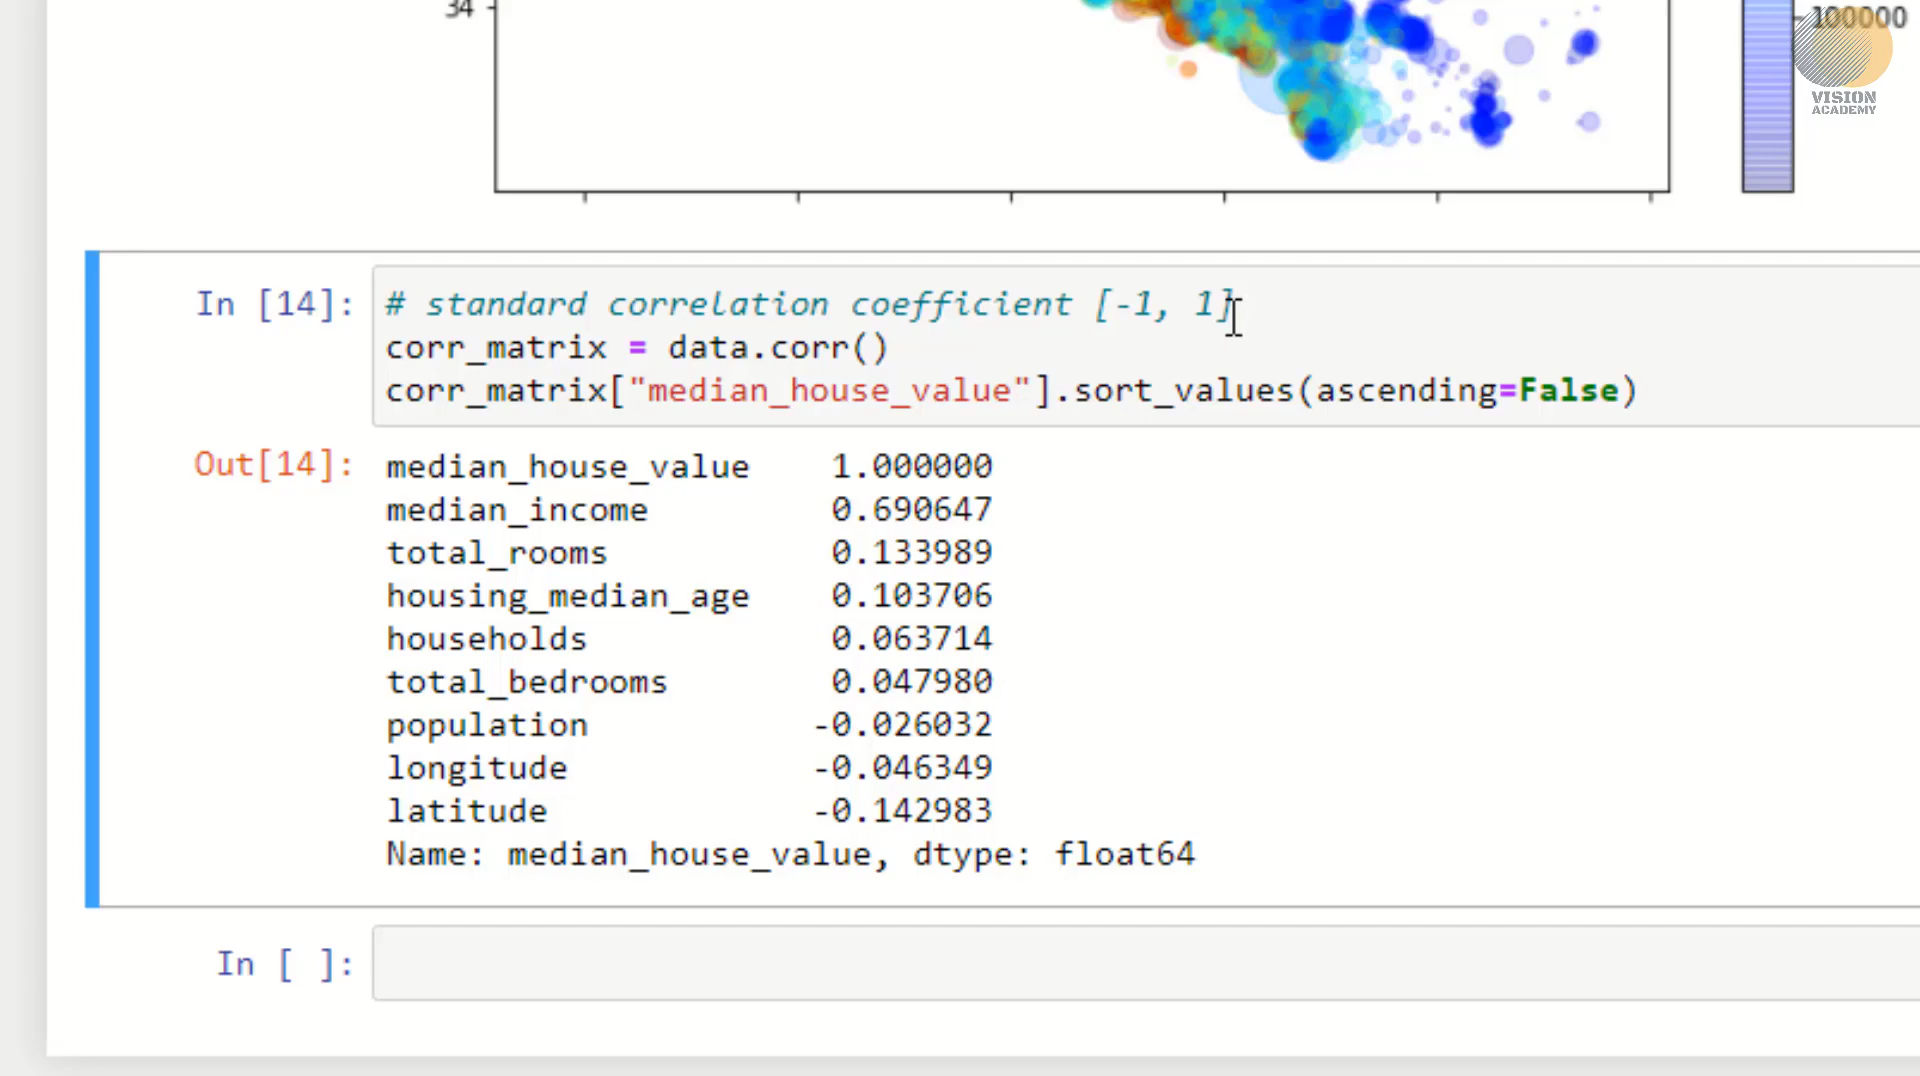 34
100000
VISION
ACADEMY
In [14]:
# standard correlation coefficient [-1, 1]
corr_matrix = data.corr()
corr_matrix["median_house_value"].sort_values(ascending=False)
Out[14]:
median_house_value 1.000000
median_income 0.690647
total_rooms 0.133989
housing_median_age 0.103706
households 0.063714
total_bedrooms 0.047980
population -0.026032
longitude -0.046349
latitude -0.142983
Name: median_house_value, dtype: float64
In [ ]: